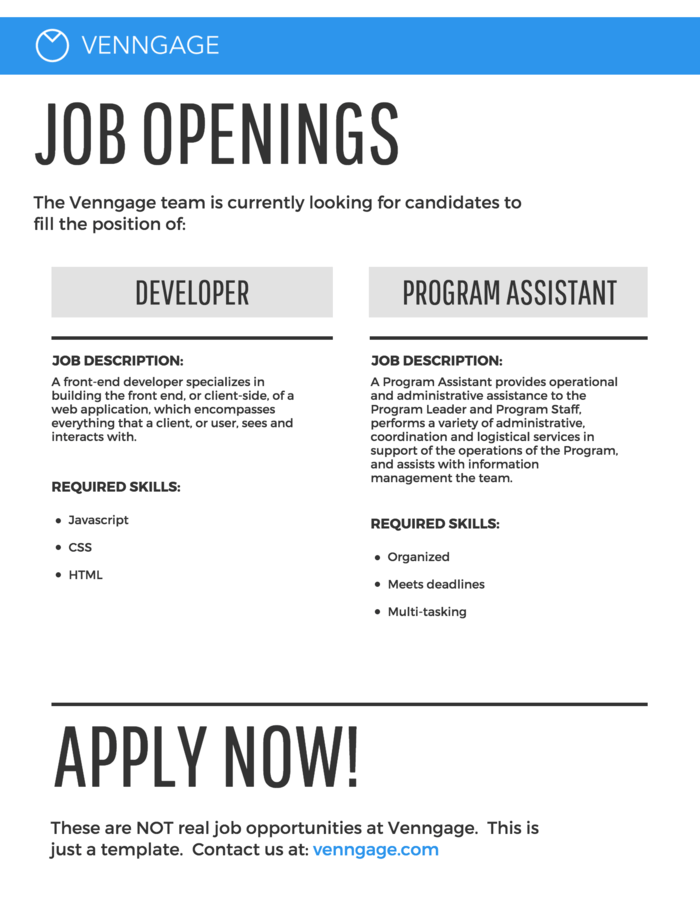 VENNGAGE
JOB OPENINGS
The Venngage team is currently looking for candidates to
fill the position of:
DEVELOPER
JOB DESCRIPTION:
A front-end developer specializes in
building the front end, or client-side, of a
web application, which encompasses
everything that a client, or user, sees and
interacts with.
REQUIRED SKILLS:
• Javascript
• CSS
• HTML
PROGRAM ASSISTANT
JOB DESCRIPTION:
A Program Assistant provides operational
and administrative assistance to the
Program Leader and Program Staff,
performs a variety of administrative,
coordination and logistical services in
support of the operations of the Program,
and assists with information
management the team.
REQUIRED SKILLS:
• Organized
• Meets deadlines
• Multi-tasking
APPLY NOW!
These are NOT real job opportunities at Venngage.  This is
just a template.  Contact us at: venngage.com